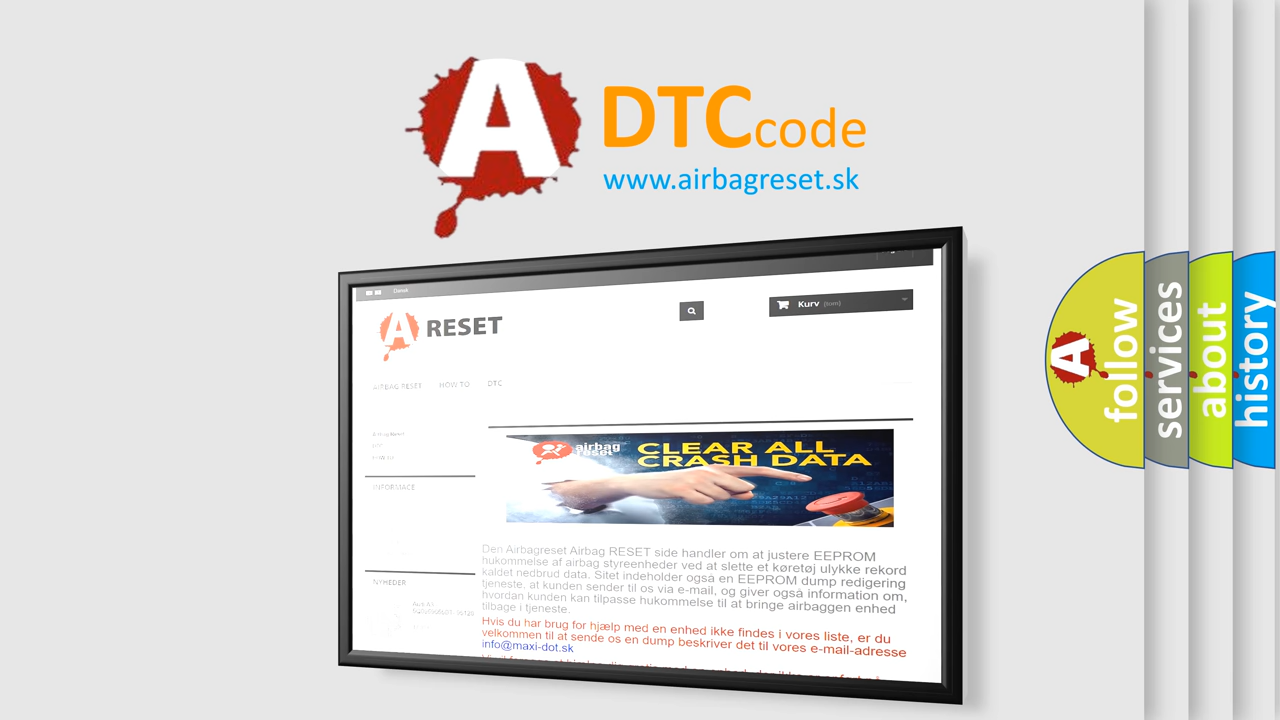 A
DTCcode
www.airbagreset.sk
Dansk
A RESET
Kurv (tom)
AIRBAG RESET HOW TO DTC
INFORMACE
NYHEDER
airbag
reset
CLEAR ALL
CRASH DATA
Den Airbagreset Airbag RESET side handler om at justere EEPROM
hukommelse af airbag styreenheder ved at slette et køretøj ulykke rekord
kaldet nedbrud data. Sitet indeholder også en EEPROM dump redigering
tjeneste, at kunden sender til os via e-mail, og giver også information om,
hvordan kunden kan tilpasse hukommelse til at bringe airbaggen enhed
tilbage i tjeneste.
Hvis du har brug for hjælp med en enhed ikke findes i vores liste, er du
velkommen til at sende os en dump beskriver det til vores e-mail-adresse
info@maxi-dot.sk
A
follow
services
about
history